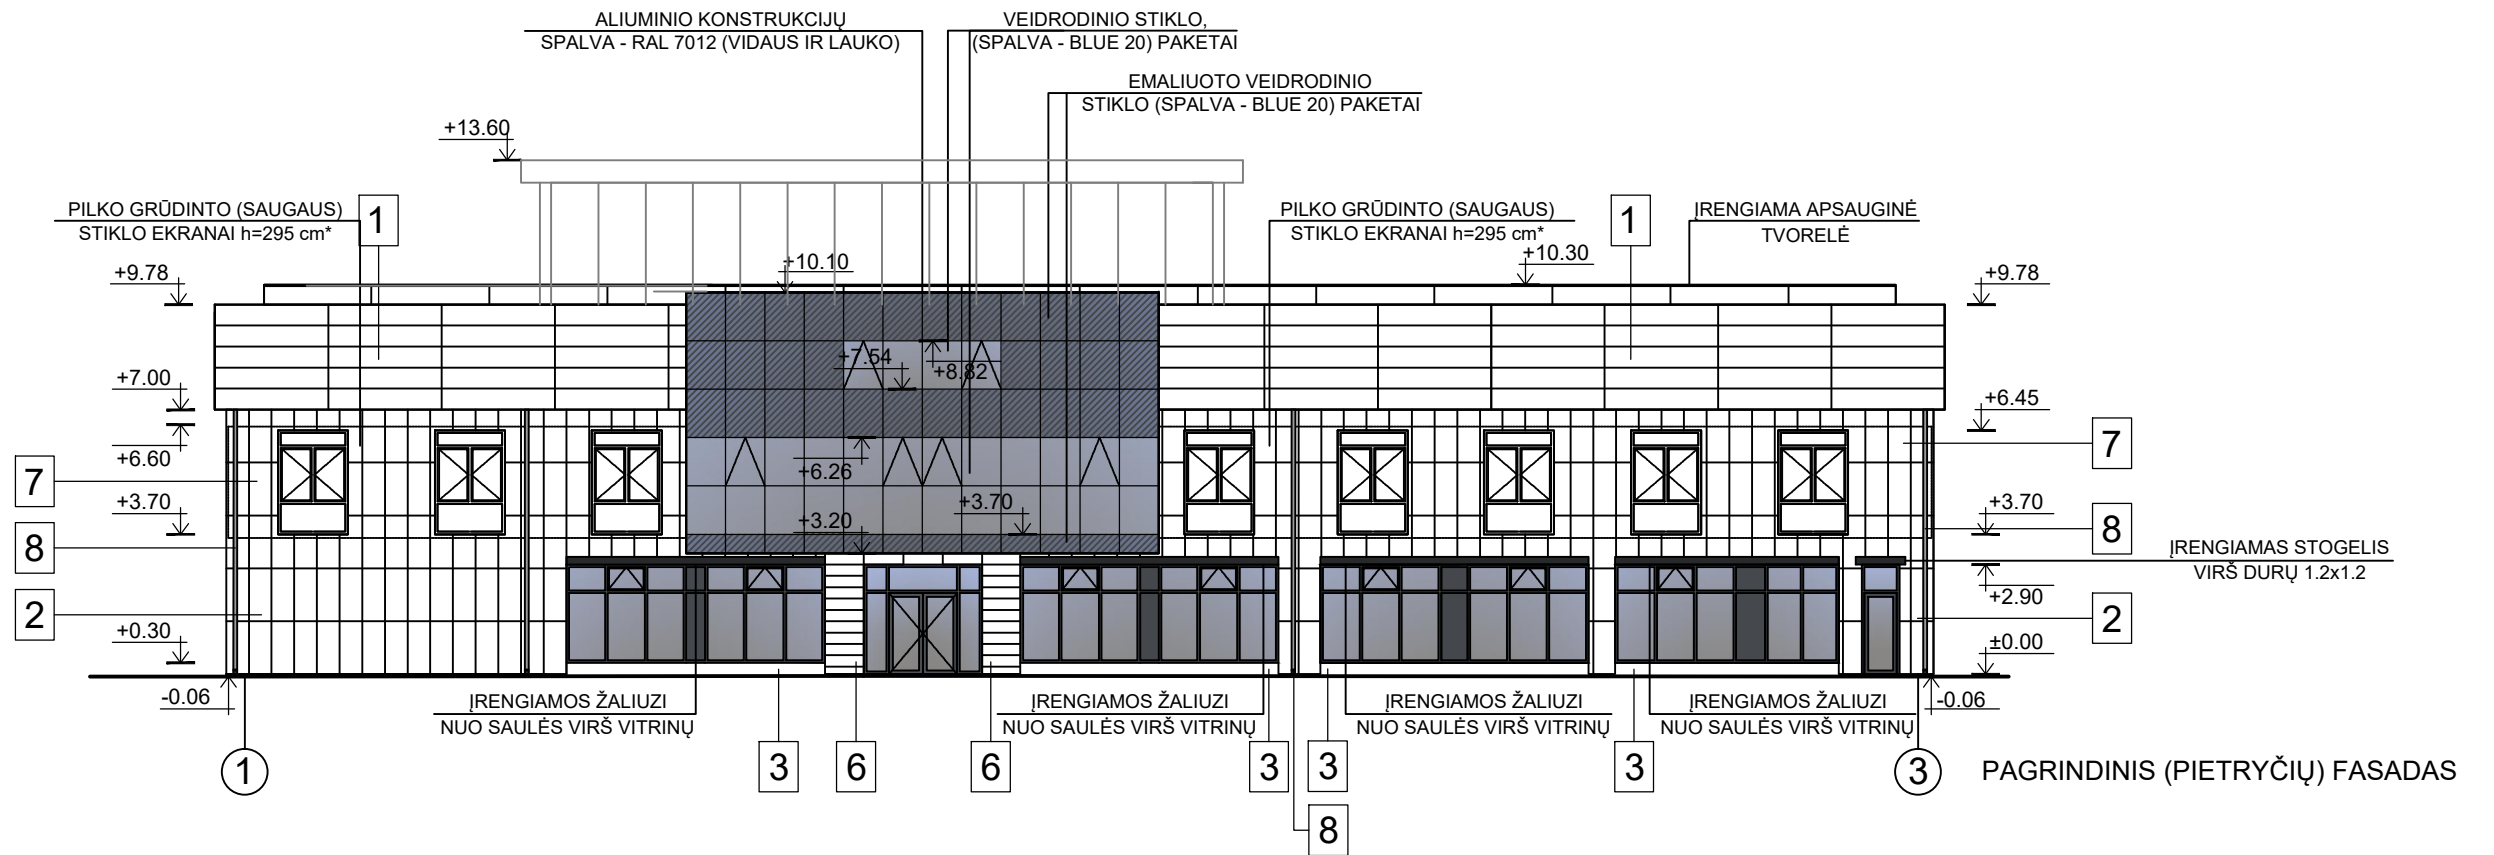 ALIUMINIO KONSTRUKCIJŲ
SPALVA - RAL 7012 (VIDAUS IR LAUKO)
VEIDRODINIO STIKLO,
(SPALVA - BLUE 20) PAKETAI
EMALIUOTO VEIDRODINIO
STIKLO (SPALVA - BLUE 20) PAKETAI
+13.60
PILKO GRŪDINTO (SAUGAUS)
STIKLO EKRANAI h=295 cm*
1
PILKO GRŪDINTO (SAUGAUS)
STIKLO EKRANAI h=295 cm*
1
ĮRENGIAMA APSAUGINĖ
TVORELĖ
+9.78
+10.10
+10.30
+9.78
+7.54
+8.82
+7.00
+6.45
+6.60
+6.26
7
7
+3.70
+3.70
+3.70
+3.20
8
8
ĮRENGIAMAS STOGELIS
VIRŠ DURŲ 1.2x1.2
+2.90
2
2
+0.30
±0.00
-0.06
-0.06
ĮRENGIAMOS ŽALIUZI
NUO SAULĖS VIRŠ VITRINŲ
ĮRENGIAMOS ŽALIUZI
NUO SAULĖS VIRŠ VITRINŲ
ĮRENGIAMOS ŽALIUZI
NUO SAULĖS VIRŠ VITRINŲ
ĮRENGIAMOS ŽALIUZI
NUO SAULĖS VIRŠ VITRINŲ
1
3
6
6
3
3
3
3
PAGRINDINIS (PIETRYČIŲ) FASADAS
8